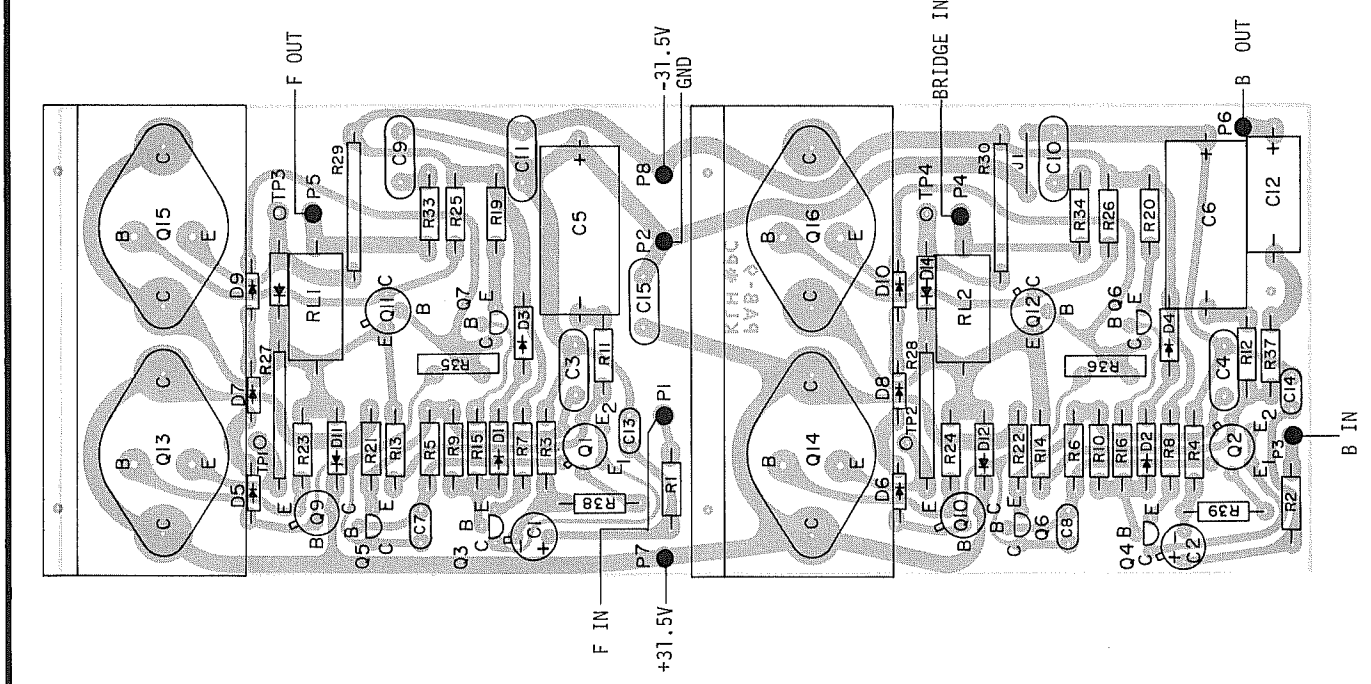 F OUT
-31.5V
GND
BRIDGE IN
B OUT
F IN
+31.5V
B IN
C
Q15
B
E
C
C
Q13
B
E
C
D9
D7
D5
TP3
P5
R29
R27
TP1
RL1
C9
C11
R33
R25
R19
C5
+
−
P8
P2
C15
Q11
C
B
E
Q7
B
E
C
D3
R35
C3
R11
R23
D11
R21
R13
R5
R9
R15
D1
R7
R3
Q1
E2
E1
C13
P1
E
Q9
B
C
Q5
B
E
C
C7
Q3
B
E
C
C1
−
+
R38
R1
P7
C
Q16
B
E
C
C
Q14
B
E
C
D10
D8
D6
TP4
P4
D14
R30
J1
C10
R28
TP2
RL2
R34
R26
R20
C6
+
−
P6
C12
+
−
Q12
C
B
E
Q6
B
E
C
D4
R36
C4
R12
R37
C14
R24
D12
R22
R14
R6
R10
R16
D2
R8
R4
Q2
E2
E1
P3
E
Q10
B
C
Q6
B
E
C
C8
Q4
B
E
C
C2
+
−
R39
R2